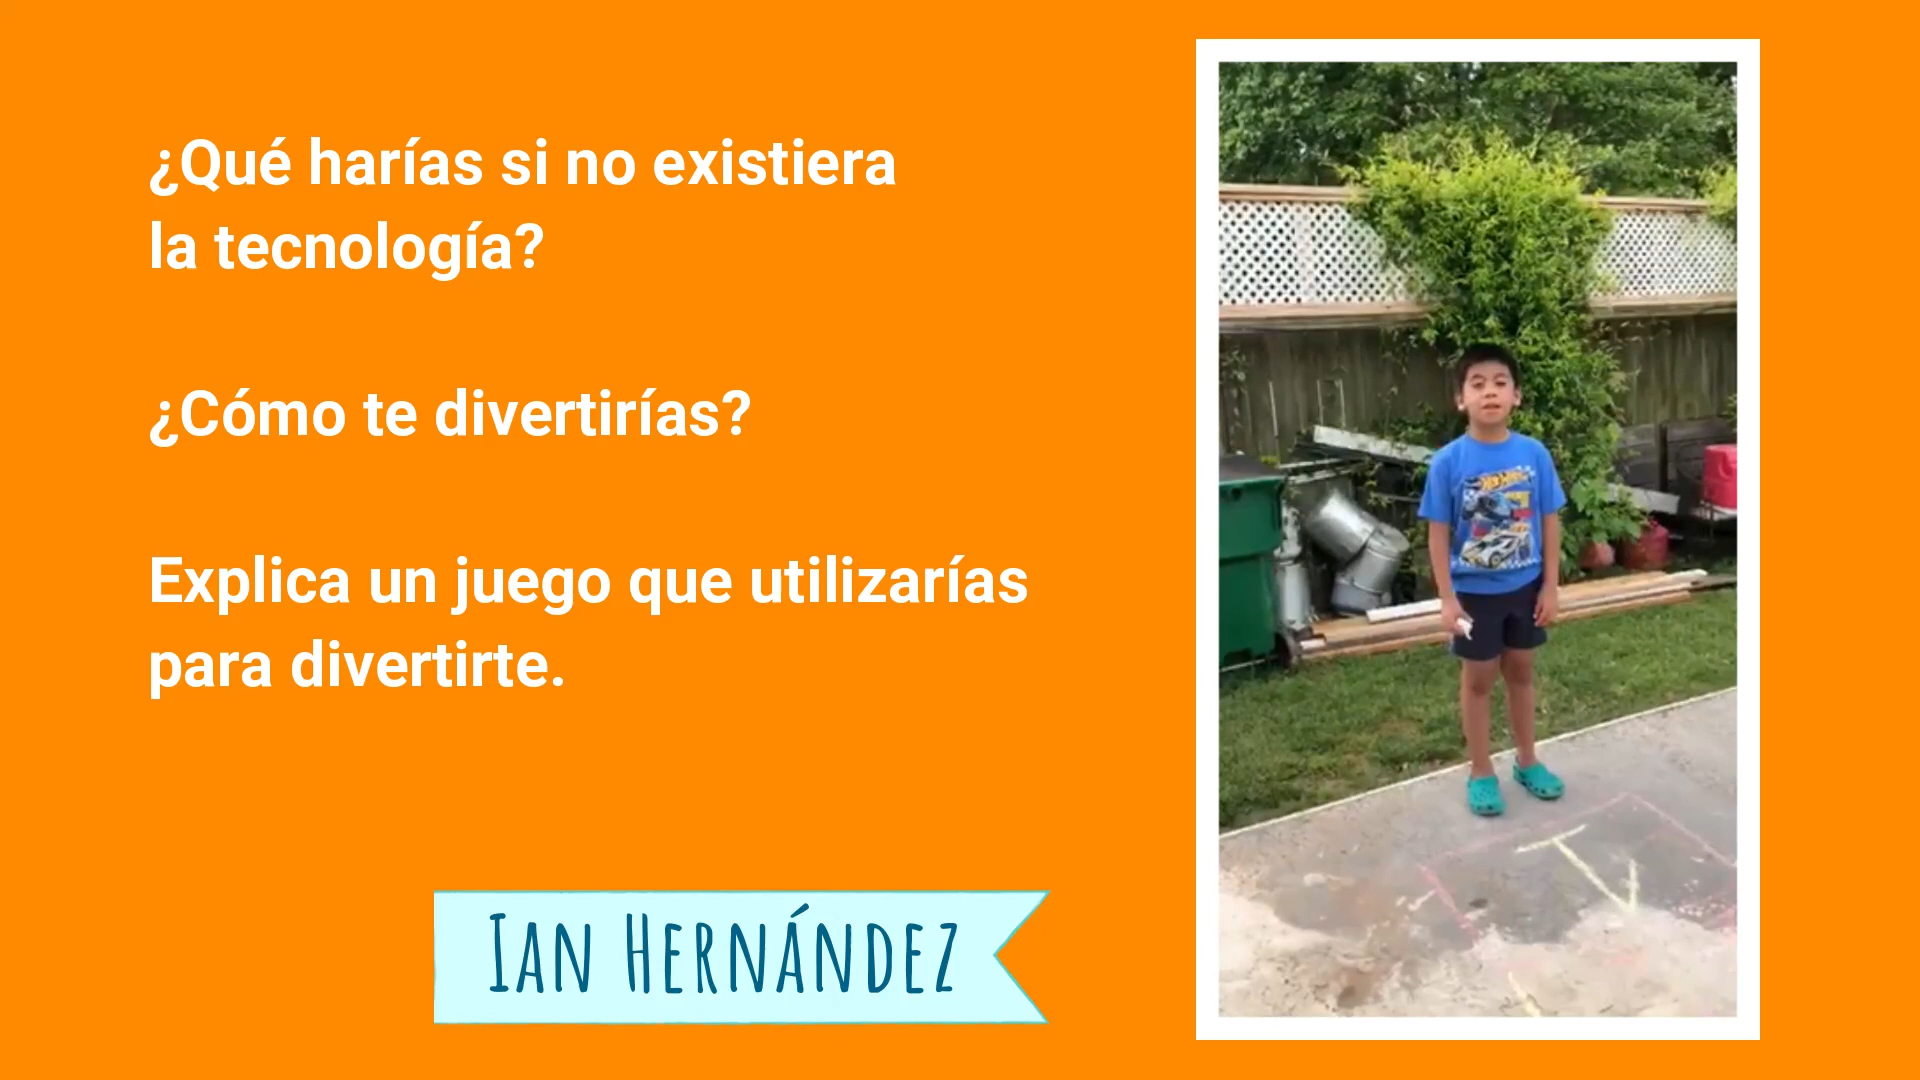 ¿Qué harías si no existiera
la tecnología?
¿Cómo te divertirías?
Explica un juego que utilizarías
para divertirte.
Ian Hernández